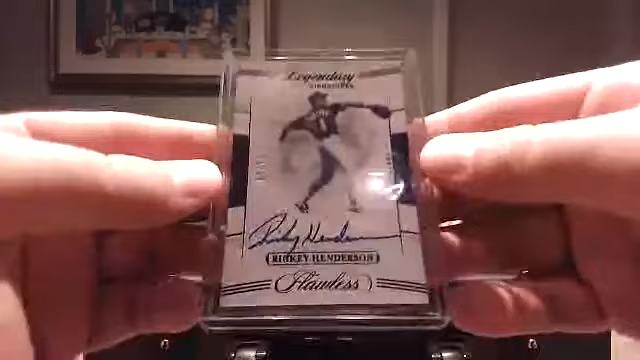 Legendary
SIGNATURES
Rickey Henderson
RICKEY HENDERSON
Flawless